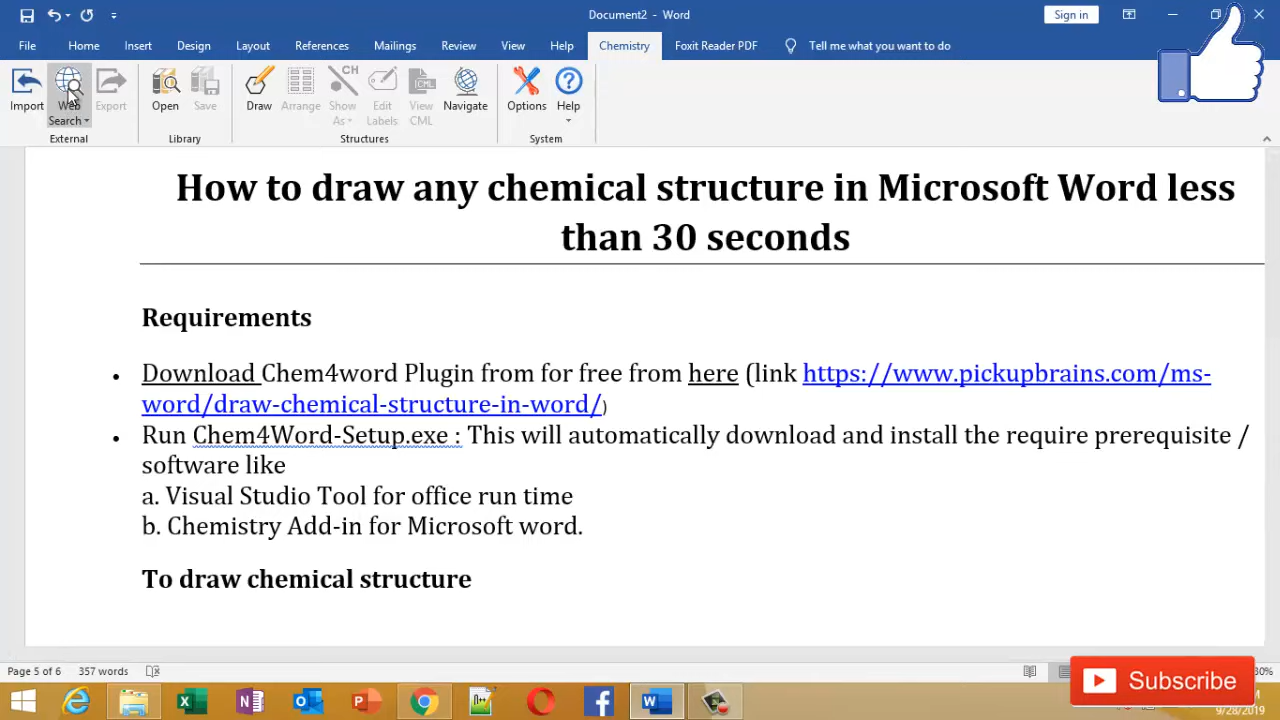 Document2 - Word
Sign in
File Home Insert Design Layout References Mailings Review View Help Chemistry Foxit Reader PDF Tell me what you want to do
Import Web Search Export Open Save Draw Arrange CH Show As Edit Labels CML View CML Navigate Options Help
External Library Structures System
How to draw any chemical structure in Microsoft Word less
than 30 seconds
Requirements
• Download Chem4word Plugin from for free from here (link https://www.pickupbrains.com/ms-
word/draw-chemical-structure-in-word/)
• Run Chem4Word-Setup.exe : This will automatically download and install the require prerequisite /
software like
a. Visual Studio Tool for office run time
b. Chemistry Add-in for Microsoft word.
To draw chemical structure
Page 5 of 6 357 words
Subscribe
9/28/2019